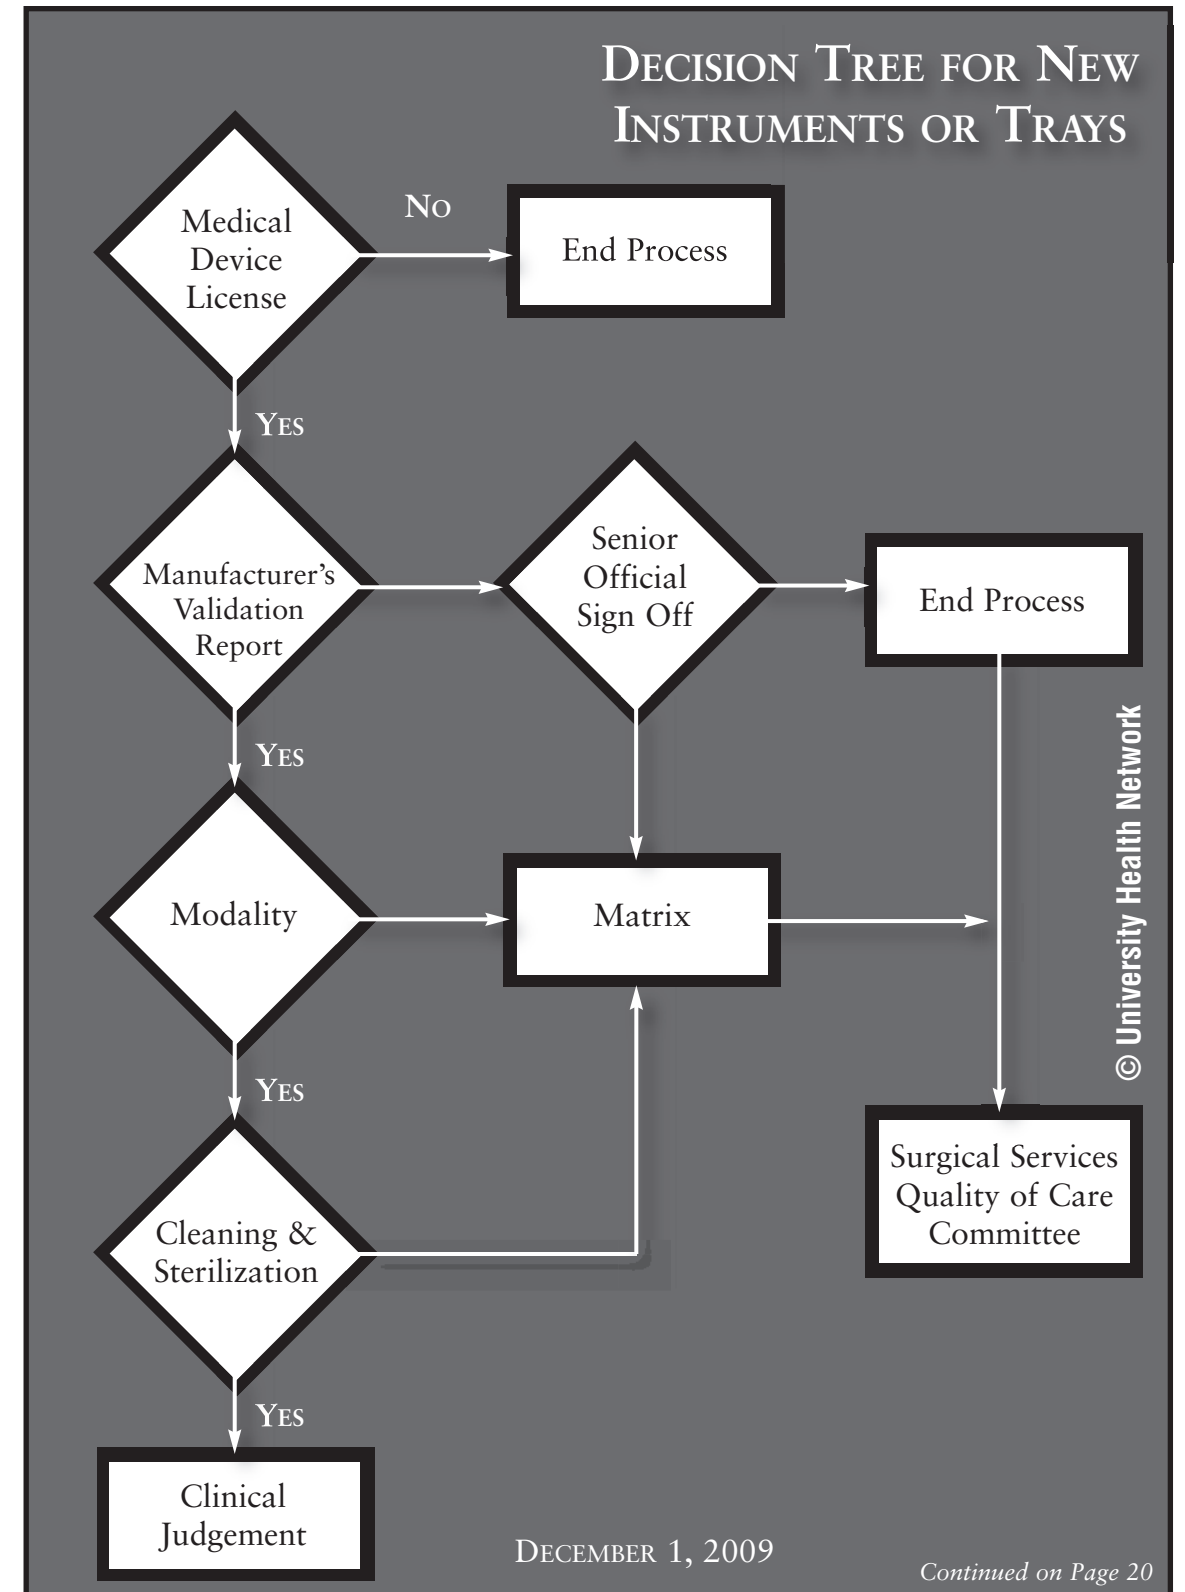 DECISION TREE FOR NEW
INSTRUMENTS OR TRAYS
Medical
Device
License
NO
End Process
YES
Manufacturer's
Validation
Report
Senior
Official
Sign Off
End Process
YES
Modality
Matrix
© University Health Network
YES
Cleaning &
Sterilization
Surgical Services
Quality of Care
Committee
YES
Clinical
Judgement
DECEMBER 1, 2009
Continued on Page 20